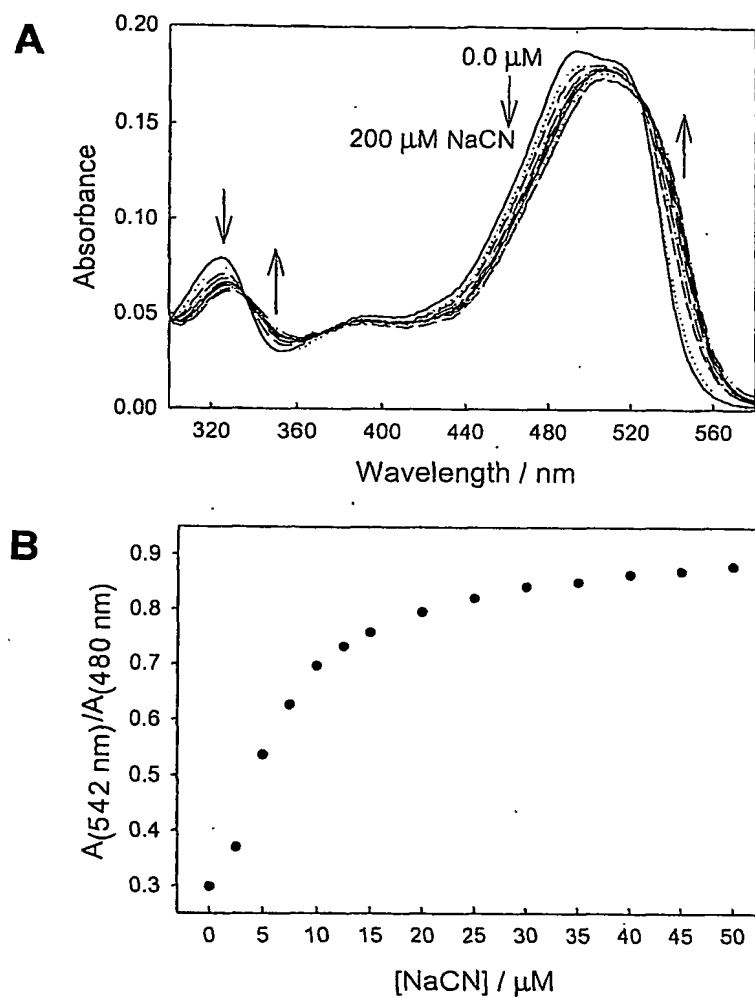 A
0.20
0.15
0.10
0.05
0.00
Absorbance
0.0 μM
200 μM NaCN
320 360 400 440 480 520 560
Wavelength / nm
B
0.9
0.8
0.7
0.6
0.5
0.4
0.3
A(542 nm)/A(480 nm)
0 5 10 15 20 25 30 35 40 45 50
[NaCN] / μM